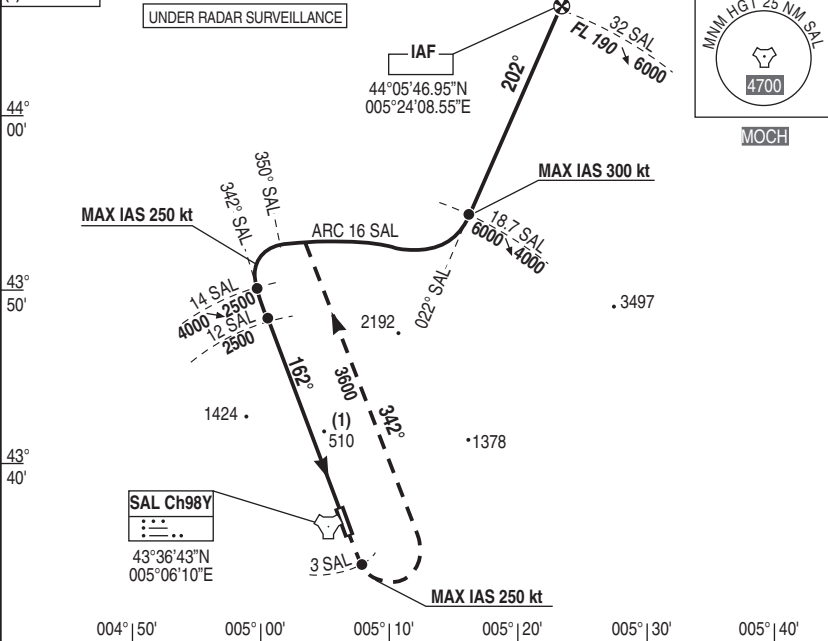 UNDER RADAR SURVEILLANCE
IAF
44°05'46.95"N
005°24'08.55"E
202°
32 SAL
FL 190 ↘ 6000
MNM HGT 25 NM SAL
4700
MOCH
44°
00'
MAX IAS 300 kt
350° SAL
342° SAL
MAX IAS 250 kt
ARC 16 SAL
18.7 SAL
6000 ↘ 4000
022° SAL
43°
50'
14 SAL
4000 ↘ 2500
12 SAL
2500
2192
3497
162°
3600
342°
1424
(1)
510
1378
43°
40'
SAL Ch98Y
43°36'43"N
005°06'10"E
3 SAL
MAX IAS 250 kt
004° 50'
005° 00'
005° 10'
005° 20'
005° 30'
005° 40'